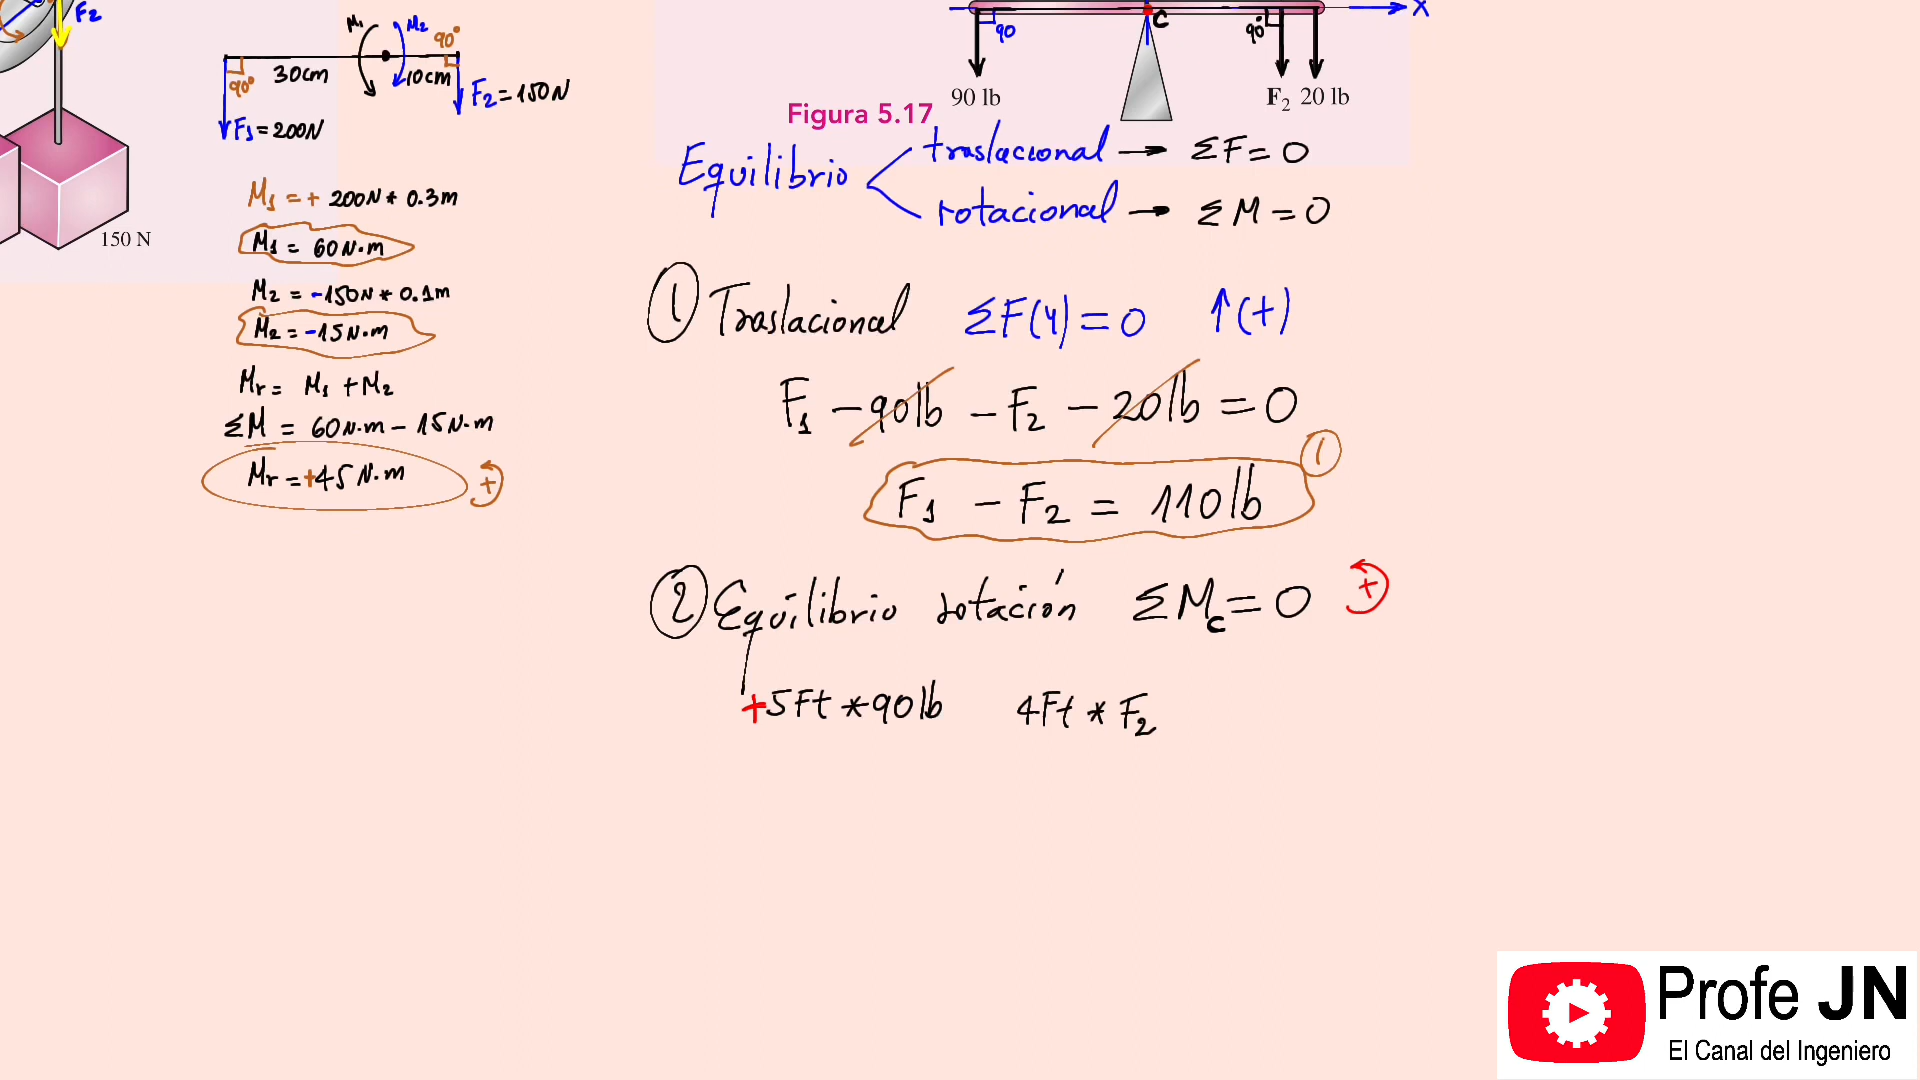 F2
M1 M2 90°
90° 30cm 10cm
F2 = 150N
F1 = 200N
150 N
M1 = + 200N * 0.3m
M1 = 60N·m
M2 = -150N * 0.1m
M2 = -15N·m
Mr = M1 + M2
ΣM = 60N·m - 15N·m
Mr = +45N·m +
90 C 90° X
90 lb F2 20 lb
Figura 5.17
Equilibrio
traslacional → ΣF = 0
rotacional → ΣM = 0
① Traslacional ΣF(y) = 0 ↑(+)
F1 - 90lb - F2 - 20lb = 0
F1 - F2 = 110lb ①
② Equilibrio rotación ΣMc = 0 +
+5Ft * 90lb 4Ft * F2
Profe JN
El Canal del Ingeniero